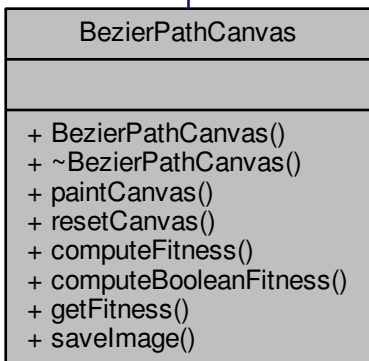 BezierPathCanvas
+ BezierPathCanvas()
+ ~BezierPathCanvas()
+ paintCanvas()
+ resetCanvas()
+ computeFitness()
+ computeBooleanFitness()
+ getFitness()
+ saveImage()